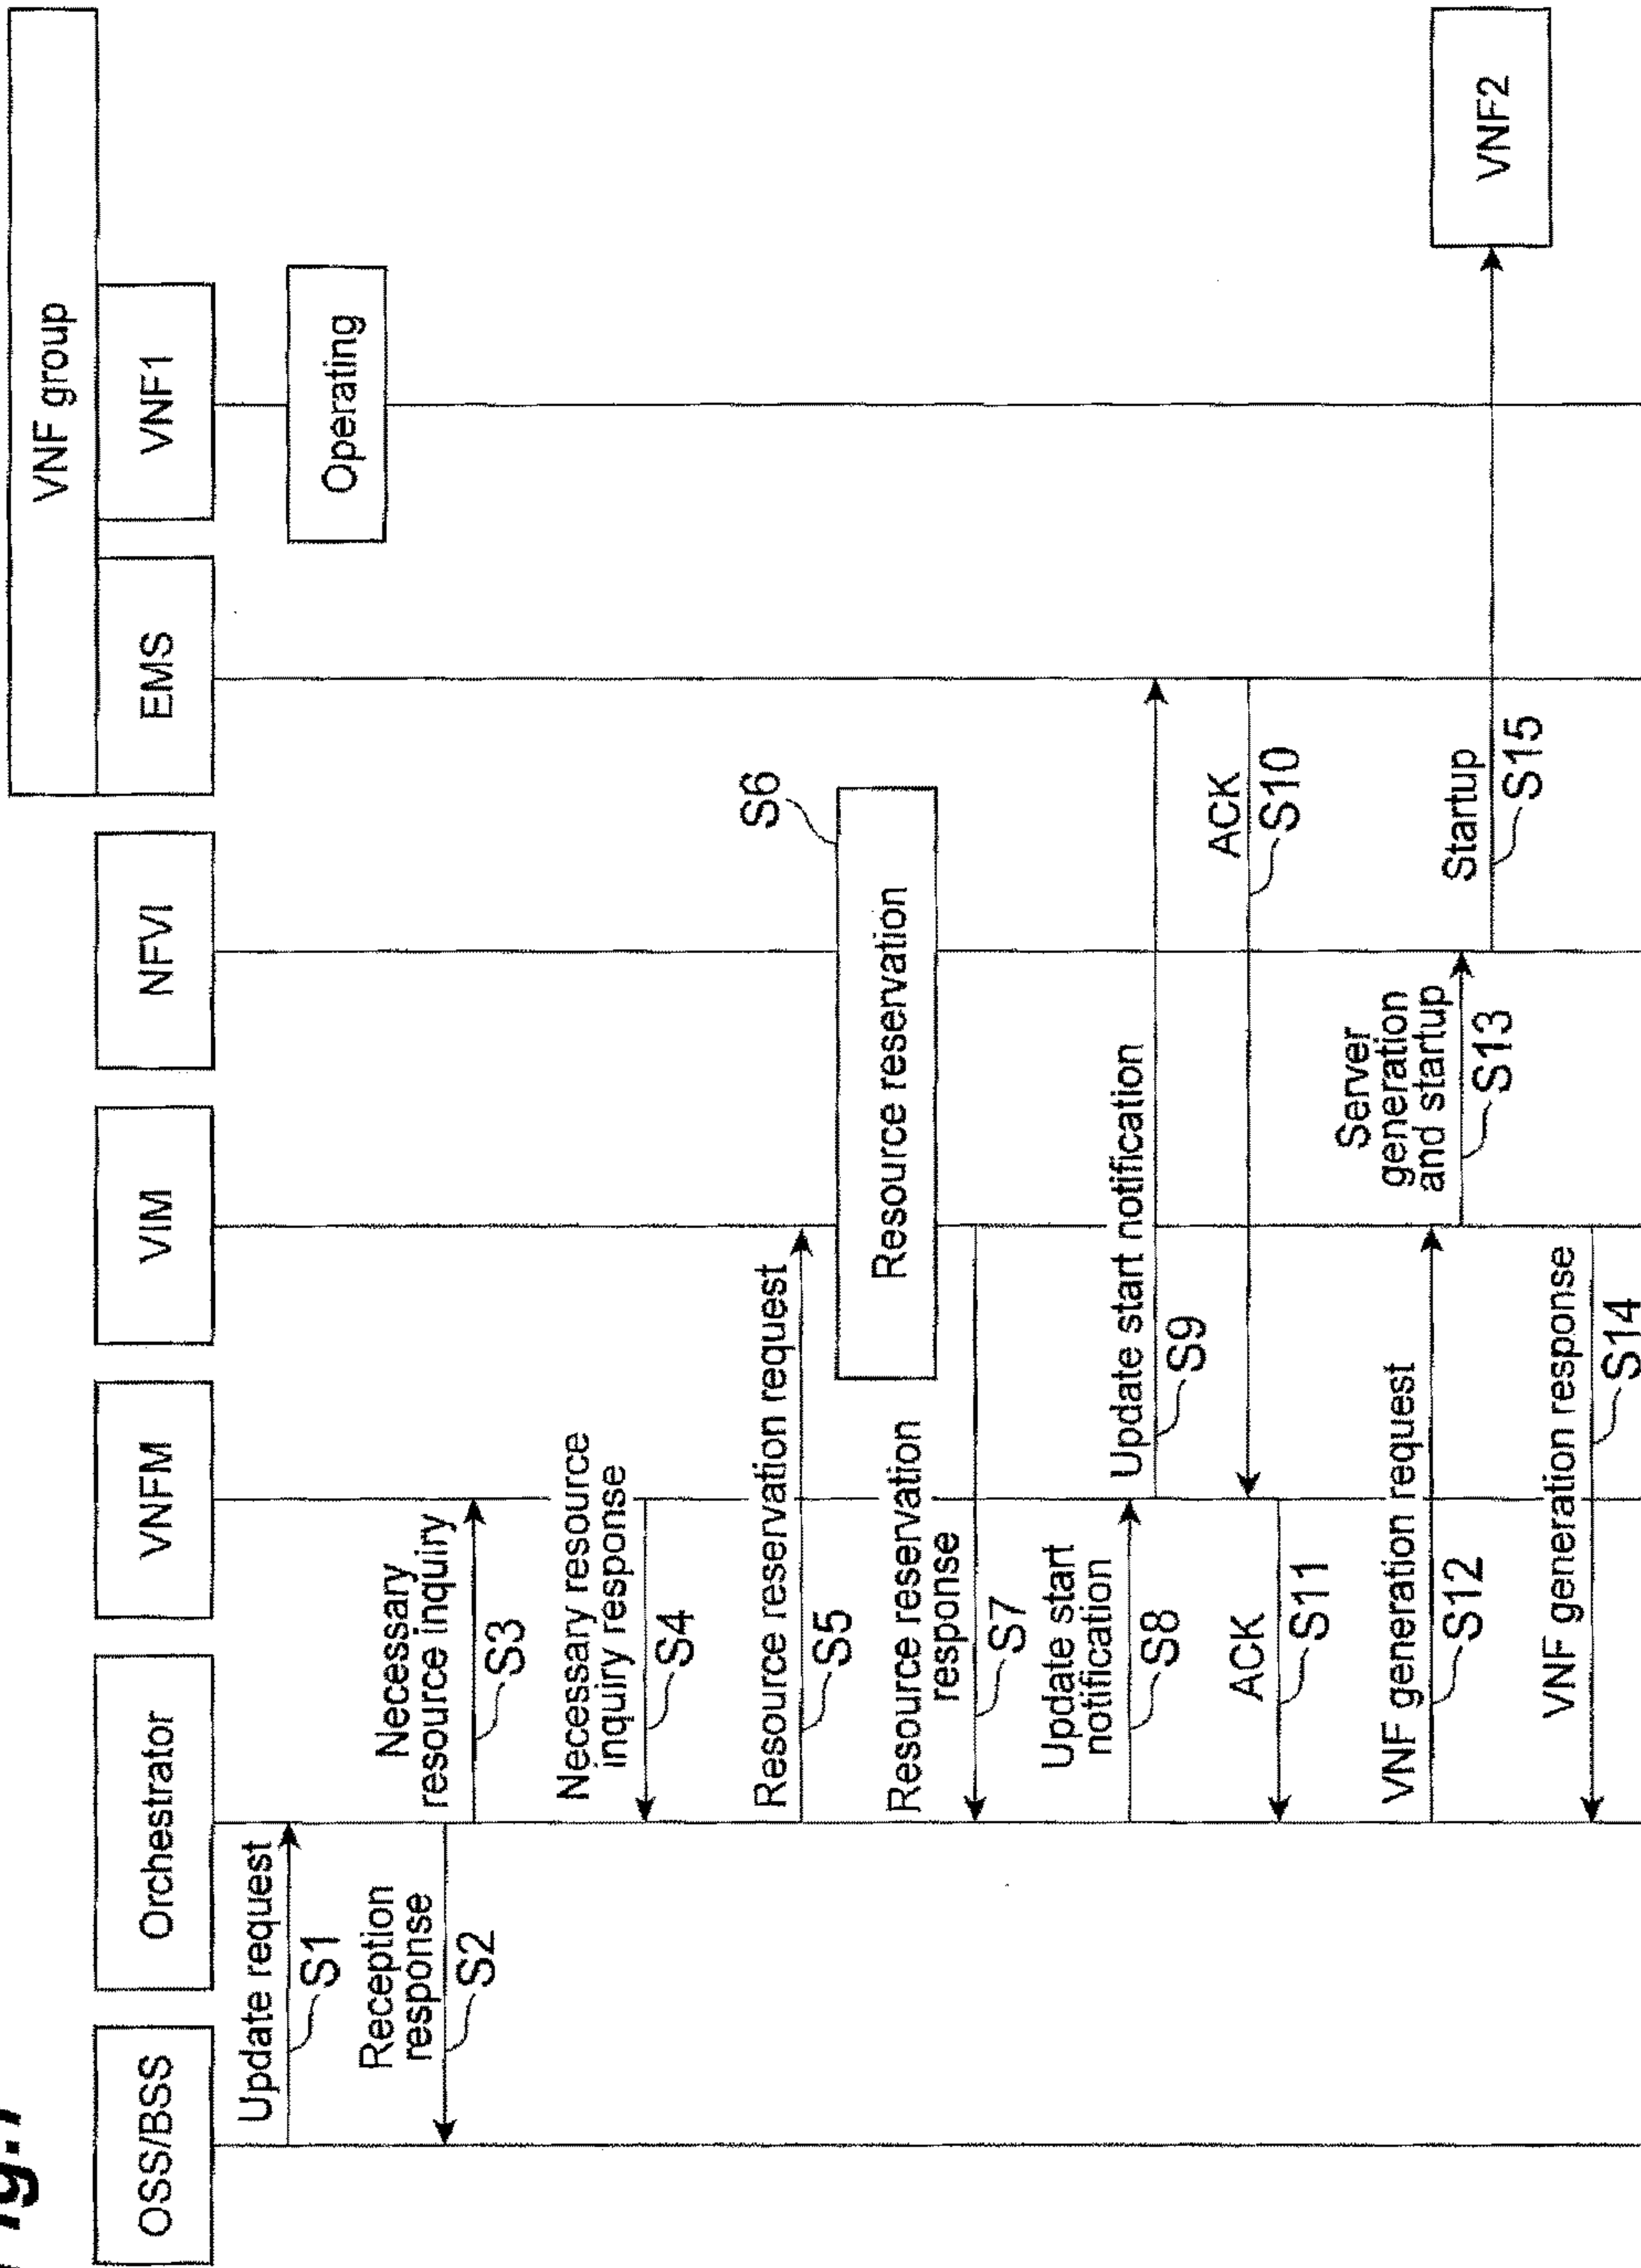 VNF group
OSS/BSS
Orchestrator
VNFM
VIM
NFVI
EMS
VNF1
Update request
S1
Operating
Reception
response
S2
Necessary
resource inquiry
S3
Necessary resource
inquiry response
S4
Resource reservation request
S5
Resource reservation
S6
Resource reservation
response
S7
Update start
notification
S8
Update start notification
S9
ACK
S10
ACK
S11
VNF generation request
S12
Server
generation
and startup
S13
Startup
S15
VNF2
VNF generation response
S14